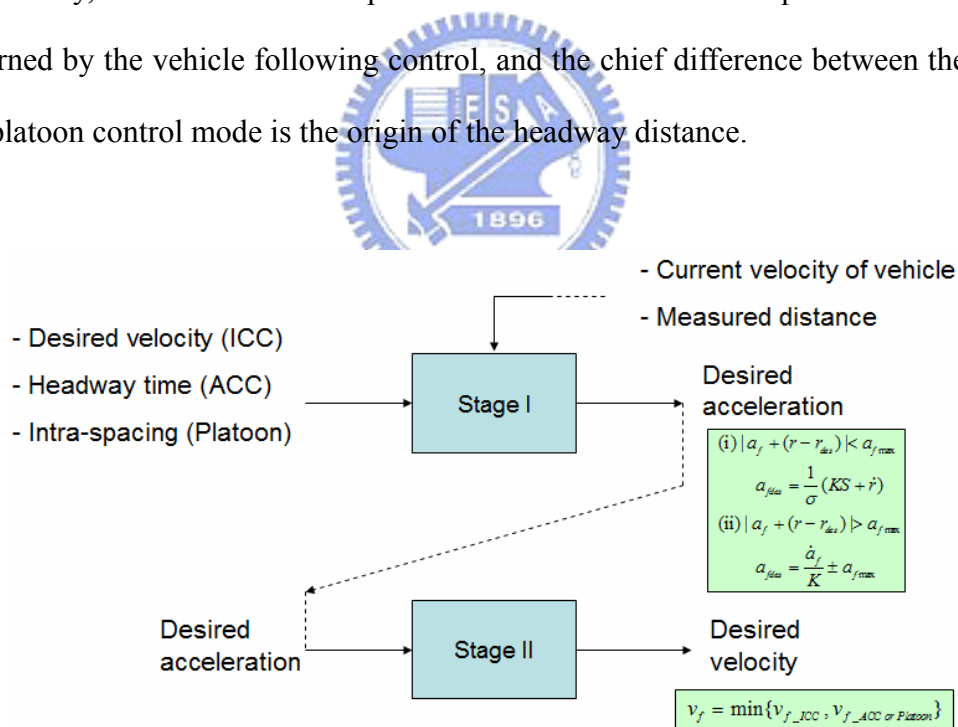 rned by the vehicle following control, and the chief difference between the
platoon control mode is the origin of the headway distance.
E S A
1896
- Current velocity of vehicle
- Measured distance
- Desired velocity (ICC)
- Headway time (ACC)
- Intra-spacing (Platoon)
Stage I
Desired
acceleration
(i) | a_f + (r − r_des) | < a_fmax
a_fdes = 1/σ (KS + ṙ)
(ii) | a_f + (r − r_des) | > a_fmax
a_fdes = ȧ_f/K ± a_fmax
Desired
acceleration
Stage II
Desired
velocity
v_f = min{v_f_ICC , v_f_ACC or Platoon}